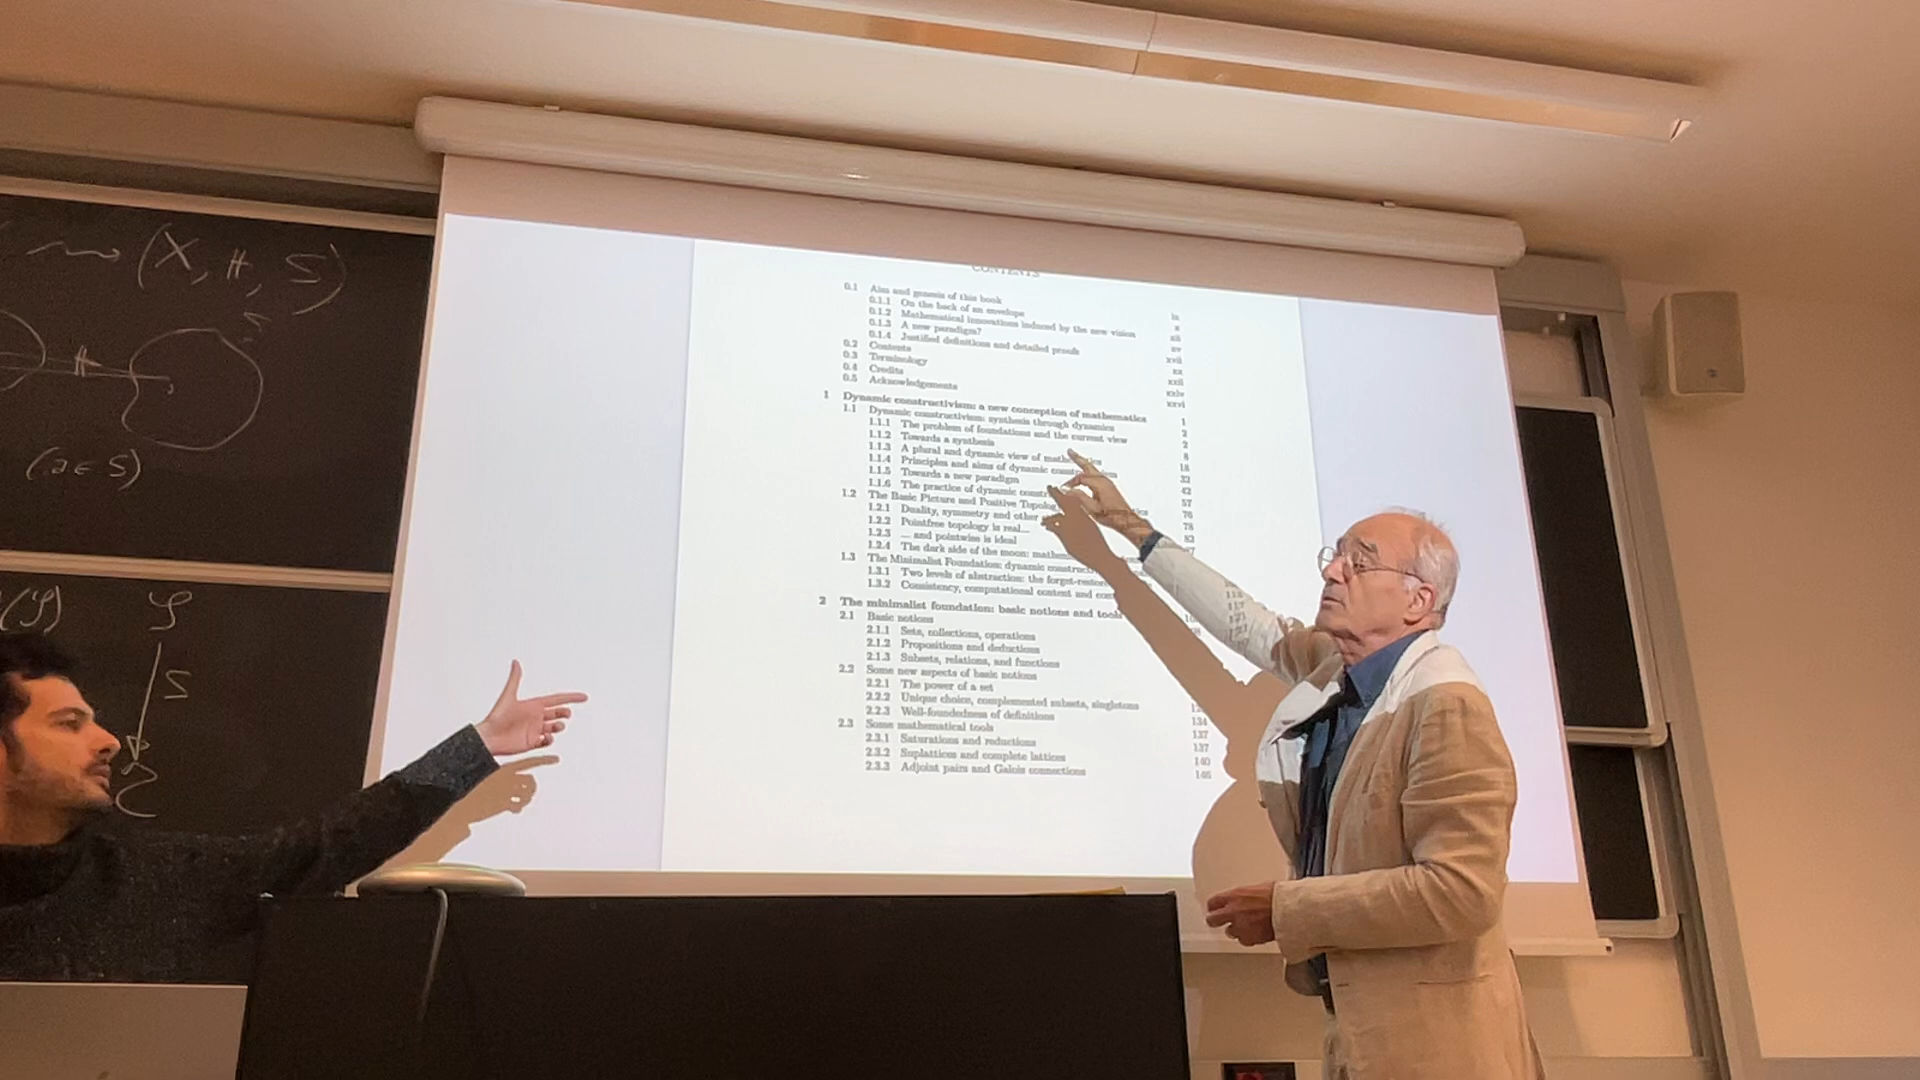 (X, H, S)
(a ∈ S)
S
CONTENTS
0.1 Aim and genesis of this book ix
0.1.1 On the back of an envelope x
0.1.2 Mathematical innovations induced by the new vision xii
0.1.3 A new paradigm? xv
0.1.4 Justified definitions and detailed proofs xvii
0.2 Contents xx
0.3 Terminology xxii
0.4 Credits xxiv
0.5 Acknowledgements xxvi
1 Dynamic constructivism: a new conception of mathematics 1
1.1 Dynamic constructivism: synthesis through dynamics 2
1.1.1 The problem of foundations and the current view 2
1.1.2 Towards a synthesis 8
1.1.3 A plural and dynamic view of 18
1.1.4 Principles and aims of dynamic 32
1.1.5 Towards a new paradigm 42
1.1.6 The practice of dynamic 57
1.2 The Basic Picture and Positive 76
1.2.1 Duality, symmetry and other 78
1.2.2 Pointfree topology is real... 82
1.2.3 ... and pointwise is ideal
1.2.4 The dark side of the moon:
1.3 The Minimalist Foundation: dynamic
1.3.1 Two levels of abstraction: the
1.3.2 Consistency, computational content and
2 The minimalist foundation: basic notions and
2.1 Basic notions
2.1.1 Sets, collections, operations
2.1.2 Propositions and deductions
2.1.3 Subsets, relations, and functions
2.2 Some new aspects of basic notions
2.2.1 The power of a set
2.2.2 Unique choice, complemented subsets, singletons
2.2.3 Well-foundedness of definitions 134
2.3 Some mathematical tools 137
2.3.1 Saturations and reductions 137
2.3.2 Suplattices and complete lattices 140
2.3.3 Adjoint pairs and Galois connections 146